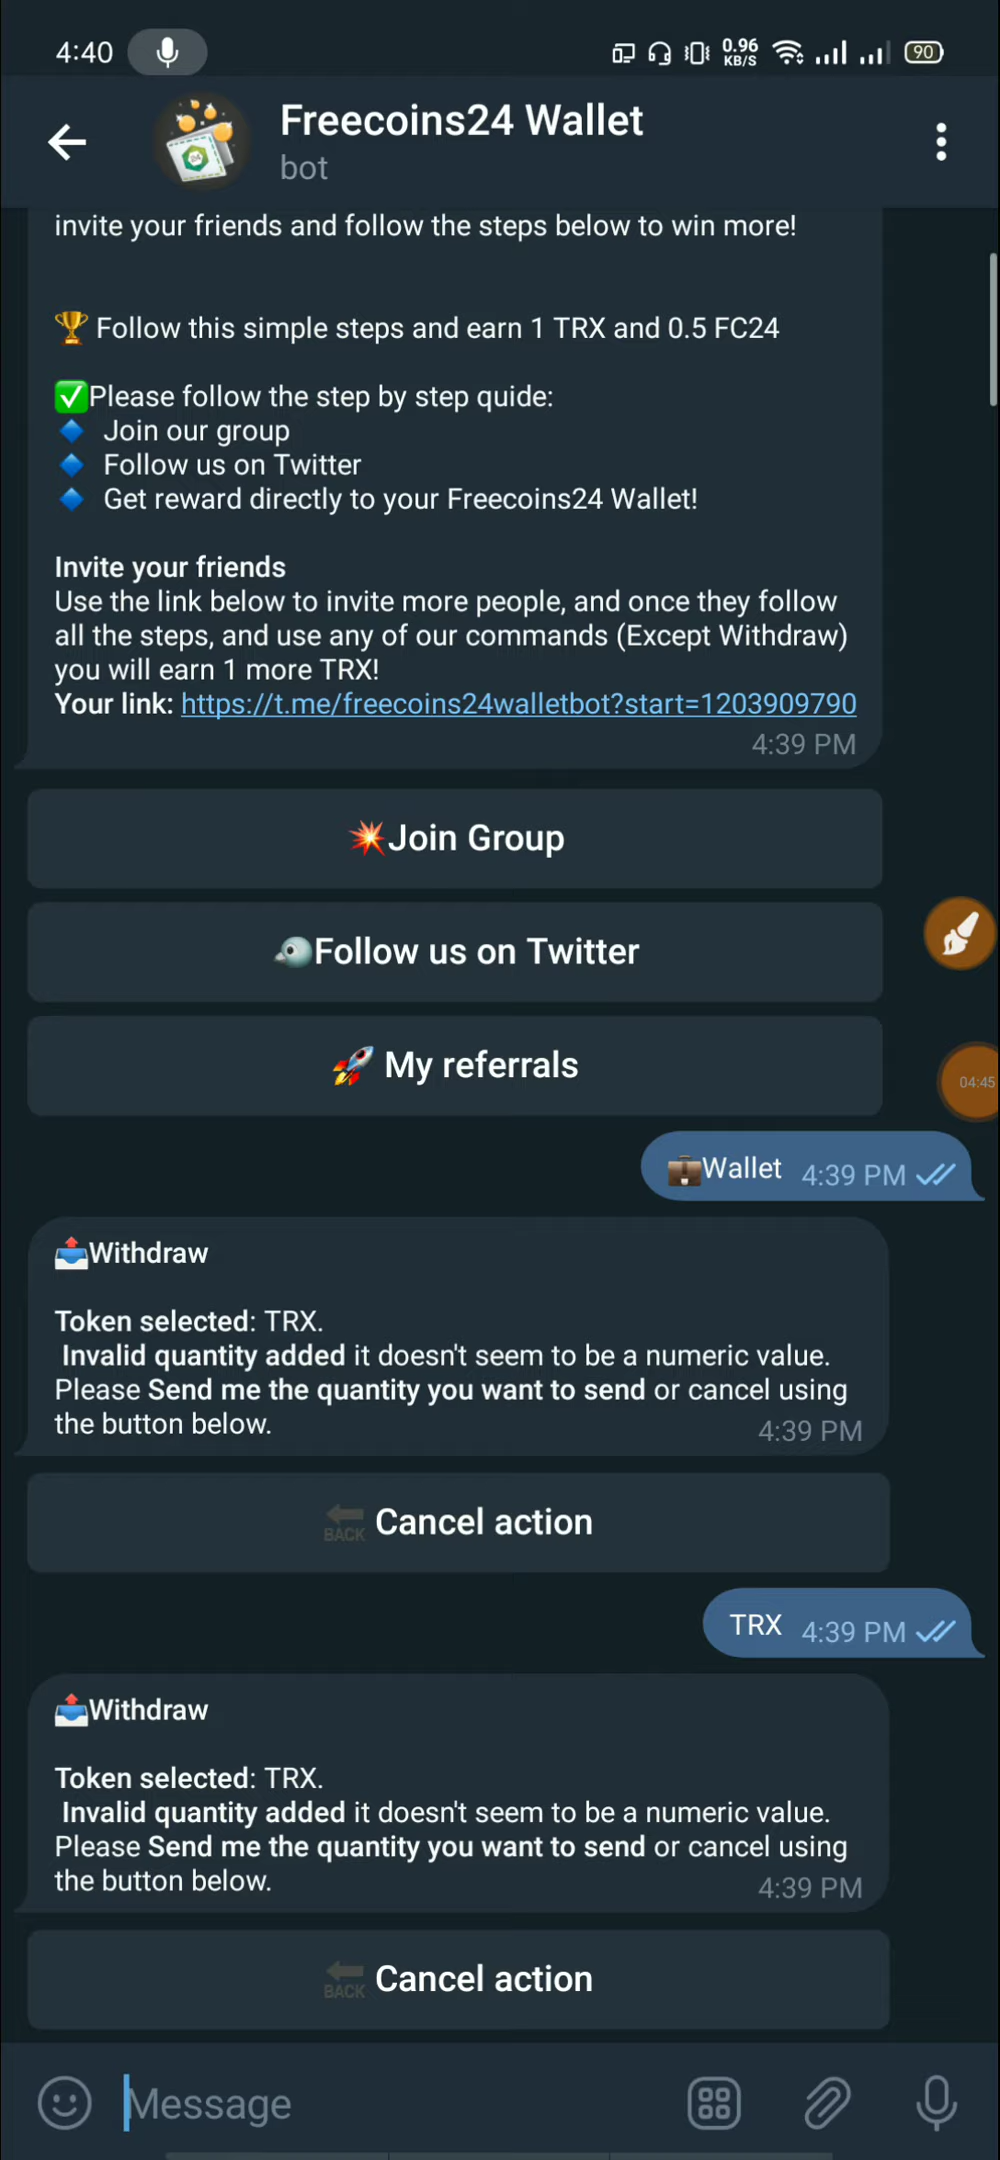 4:40
0.96
KB/S
90
Freecoins24 Wallet
bot
invite your friends and follow the steps below to win more!
Follow this simple steps and earn 1 TRX and 0.5 FC24
Please follow the step by step quide:
Join our group
Follow us on Twitter
Get reward directly to your Freecoins24 Wallet!
Invite your friends
Use the link below to invite more people, and once they follow
all the steps, and use any of our commands (Except Withdraw)
you will earn 1 more TRX!
Your link: https://t.me/freecoins24walletbot?start=1203909790
4:39 PM
Join Group
Follow us on Twitter
04:45
My referrals
Wallet 4:39 PM
Withdraw
Token selected: TRX.
Invalid quantity added it doesn't seem to be a numeric value.
Please Send me the quantity you want to send or cancel using
the button below.
4:39 PM
BACK Cancel action
TRX 4:39 PM
Withdraw
Token selected: TRX.
Invalid quantity added it doesn't seem to be a numeric value.
Please Send me the quantity you want to send or cancel using
the button below.
4:39 PM
BACK Cancel action
Message